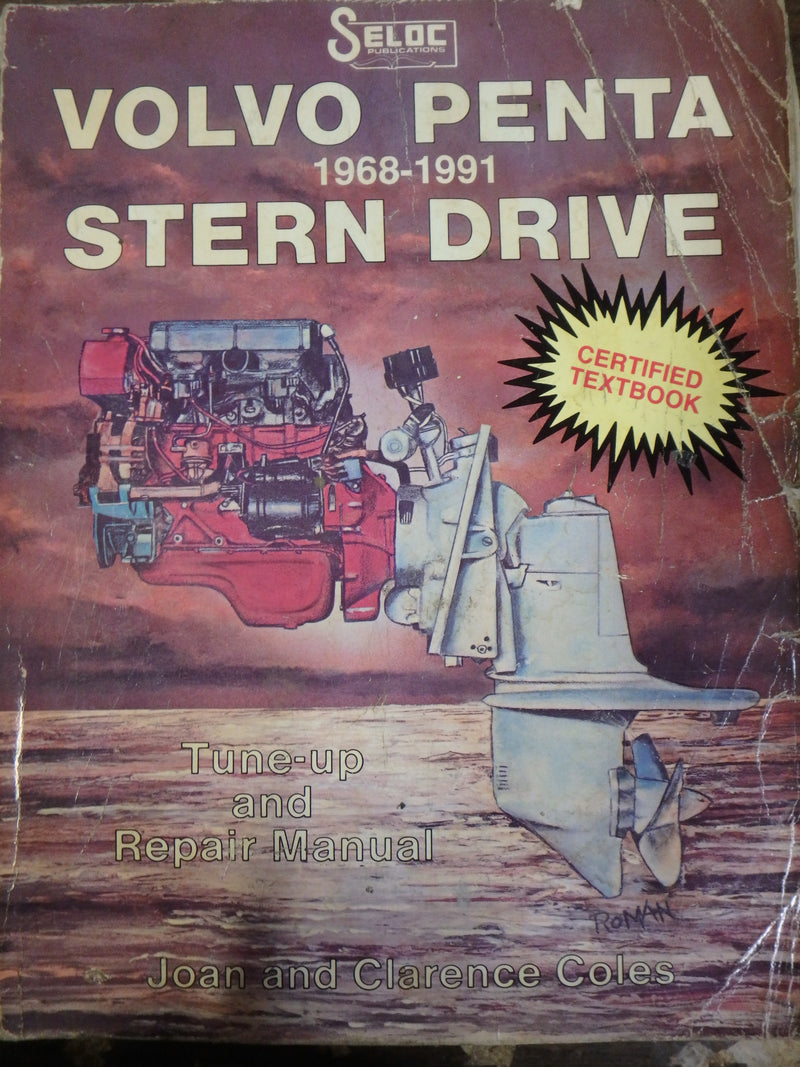 SELOC
PUBLICATIONS
VOLVO PENTA
1968-1991
STERN DRIVE
CERTIFIED
TEXTBOOK
Tune-up
and
Repair Manual
ROMAN
Joan and Clarence Coles